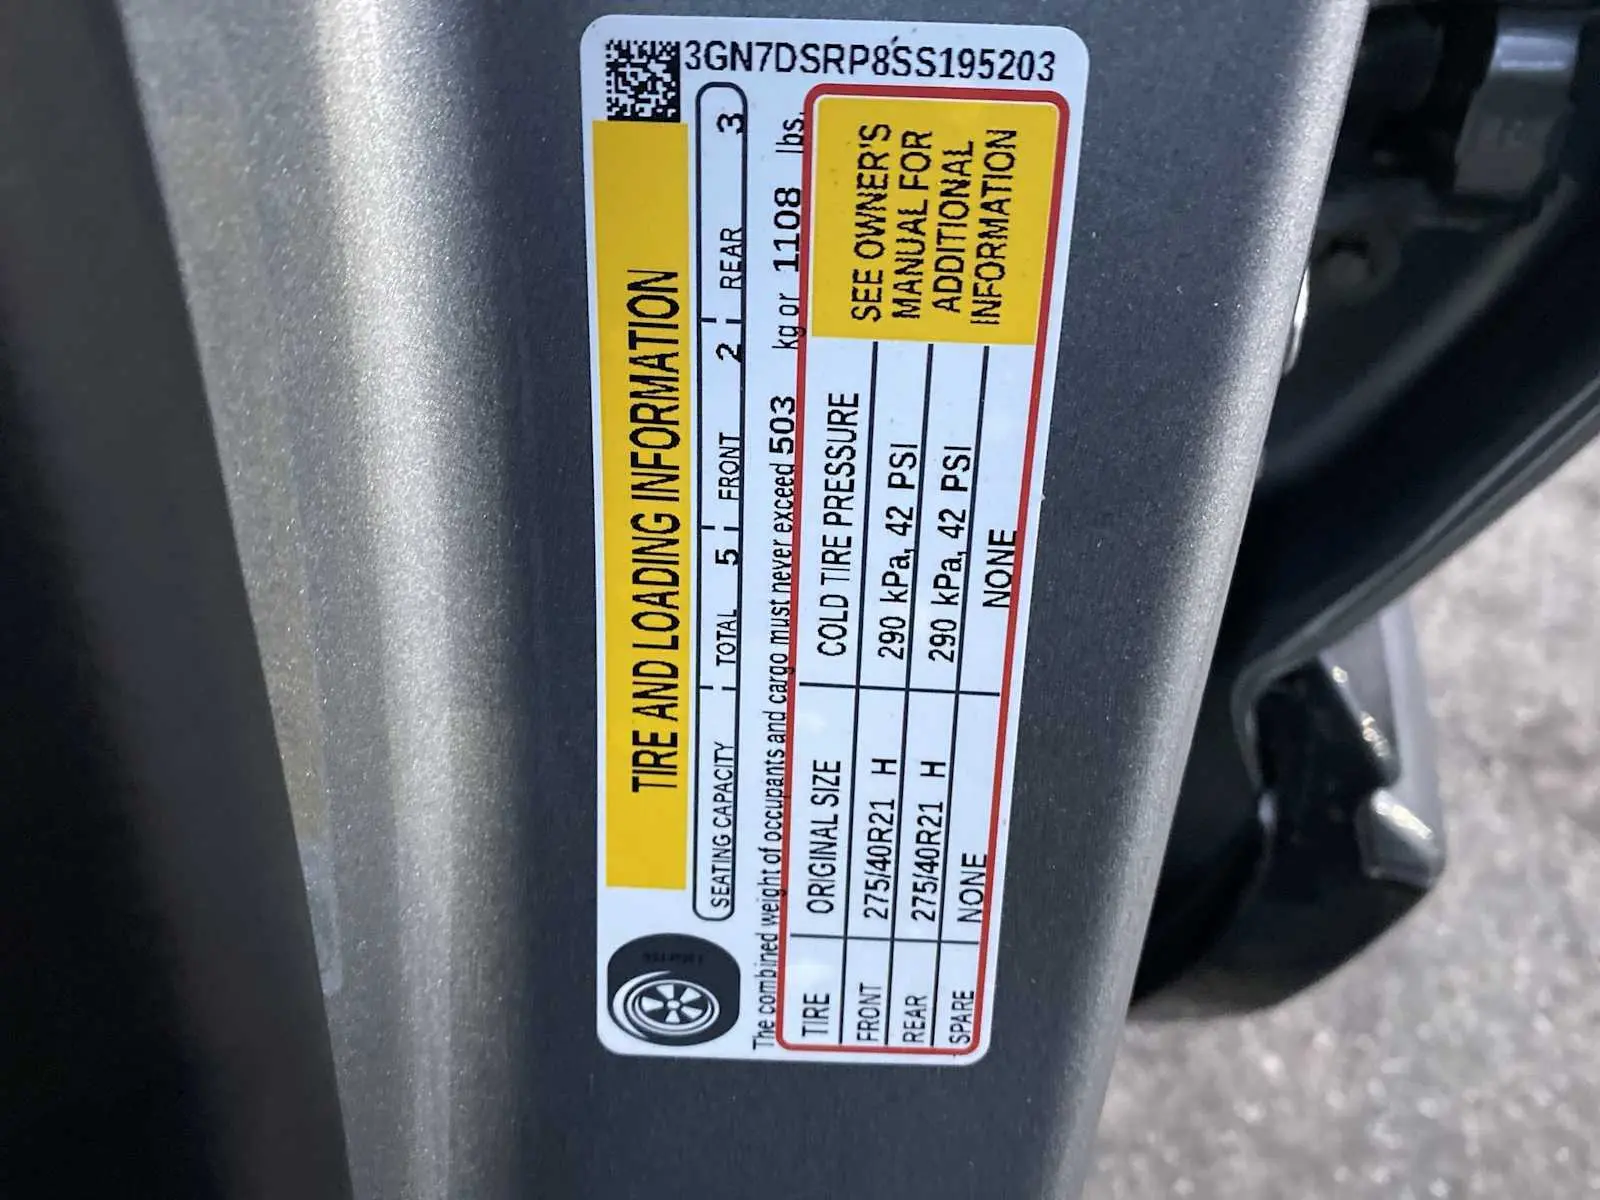 3GN7DSRP8SS195203
TIRE AND LOADING INFORMATION
SEATING CAPACITY TOTAL 5 FRONT 2 REAR 3
The combined weight of occupants and cargo must never exceed 503 kg or 1108 lbs.
TIRE ORIGINAL SIZE COLD TIRE PRESSURE
FRONT 275/40R21 H 290 kPa, 42 PSI
REAR 275/40R21 H 290 kPa, 42 PSI
SPARE NONE NONE
SEE OWNER'S
MANUAL FOR
ADDITIONAL
INFORMATION